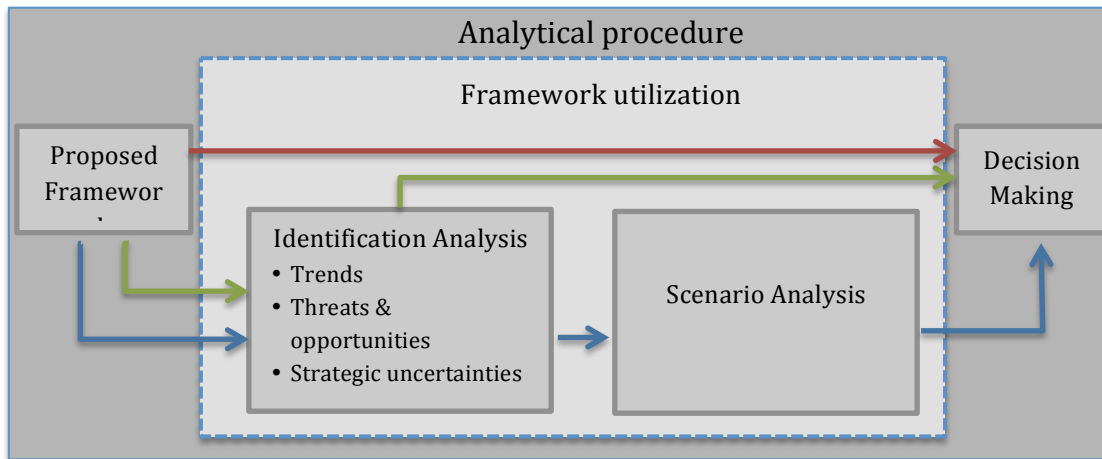 Analytical procedure
Framework utilization
Proposed
Framewor
Decision
Making
Identification Analysis
• Trends
• Threats &
opportunities
• Strategic uncertainties
Scenario Analysis